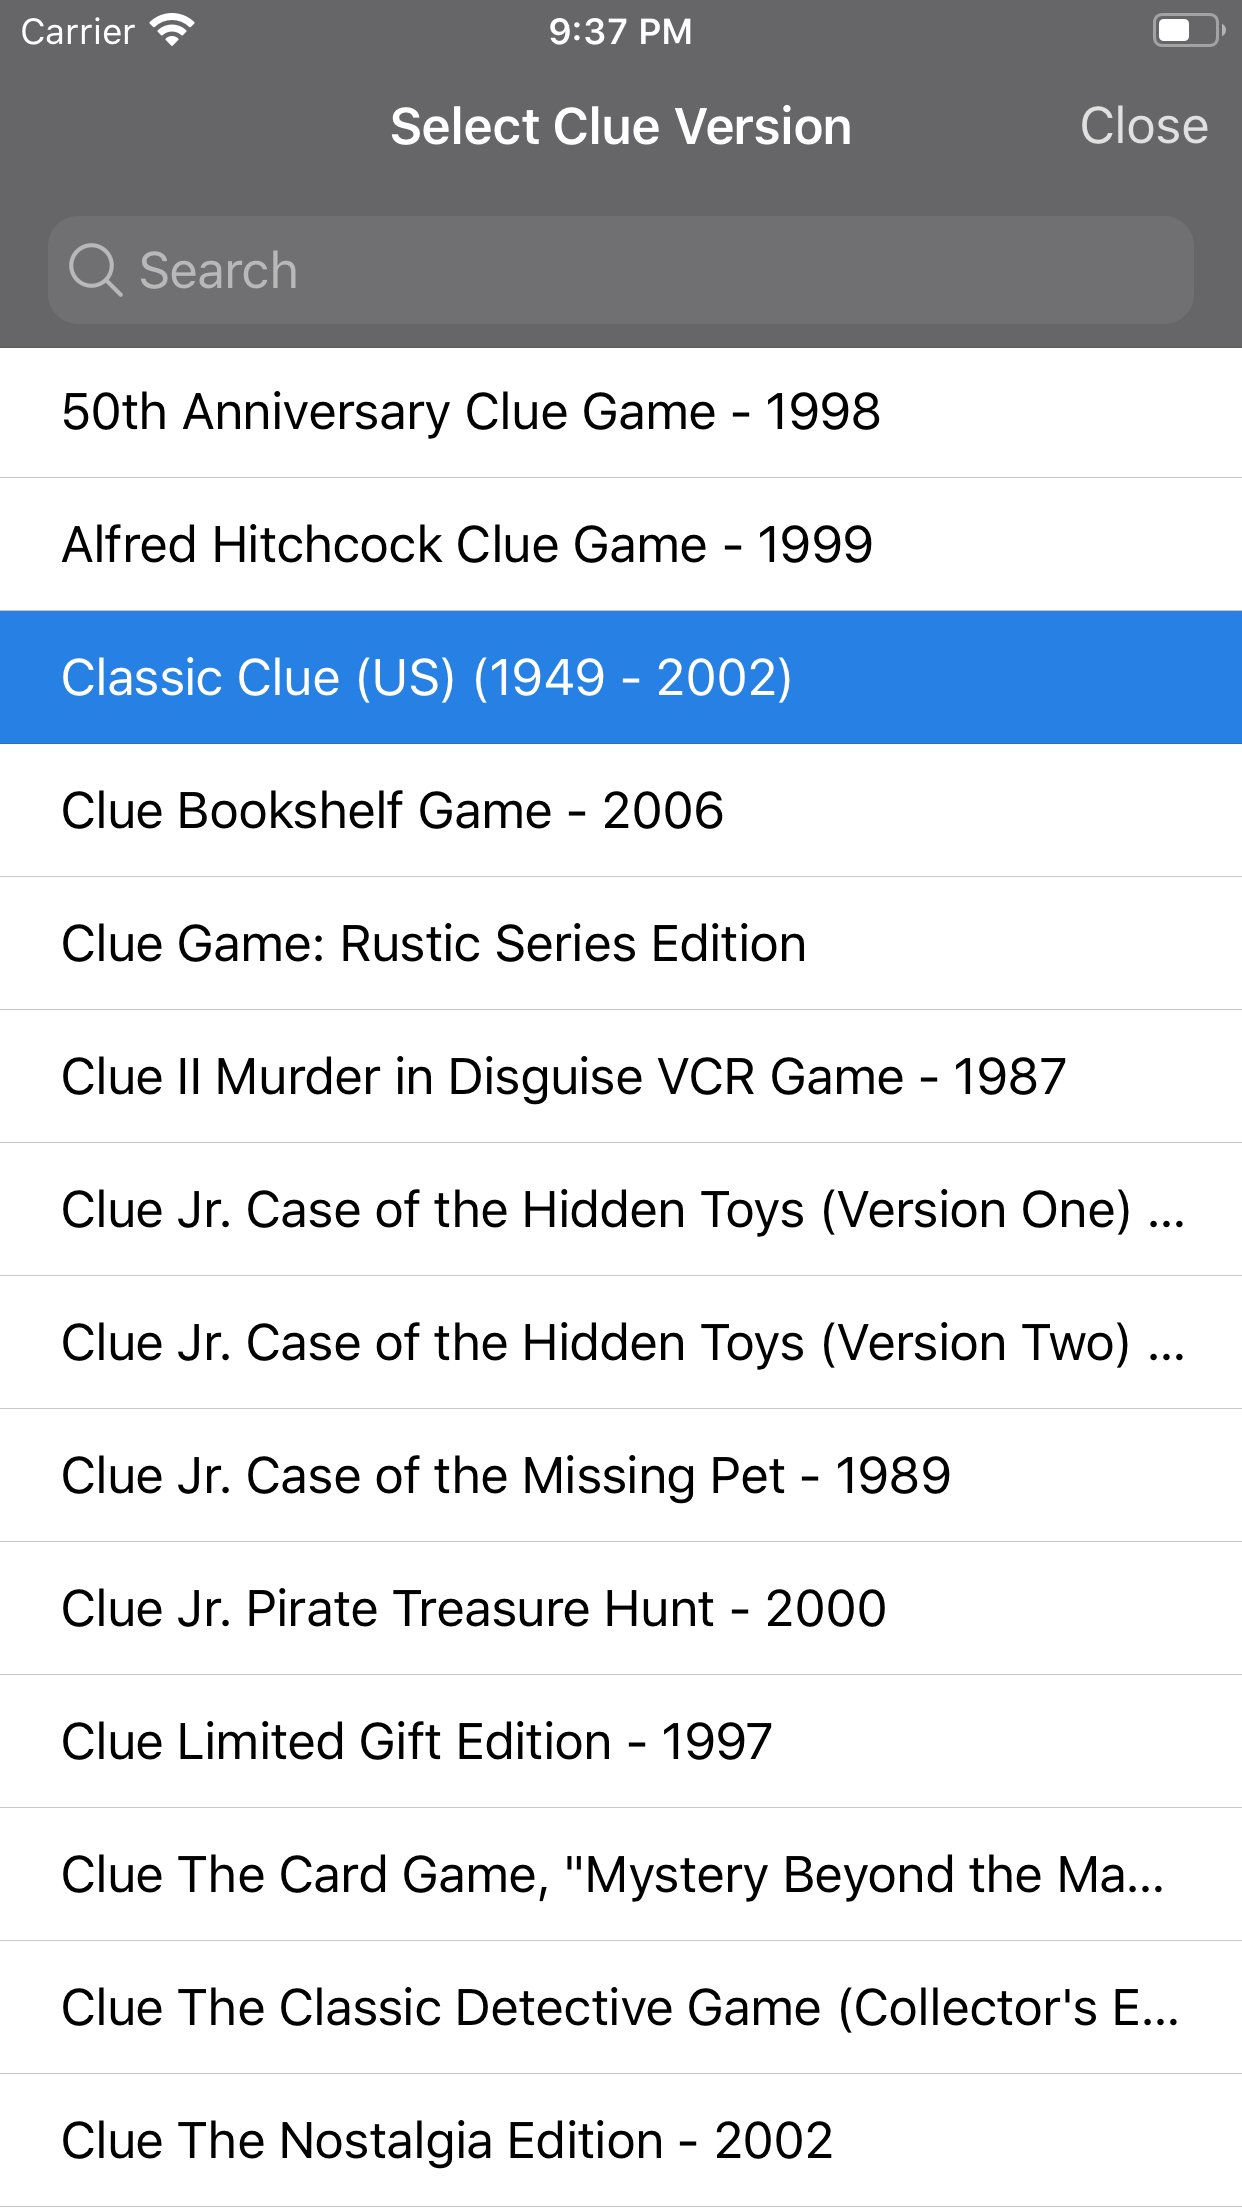 Carrier 9:37 PM
Select Clue Version Close
Search
50th Anniversary Clue Game - 1998
Alfred Hitchcock Clue Game - 1999
Classic Clue (US) (1949 - 2002)
Clue Bookshelf Game - 2006
Clue Game: Rustic Series Edition
Clue II Murder in Disguise VCR Game - 1987
Clue Jr. Case of the Hidden Toys (Version One) ...
Clue Jr. Case of the Hidden Toys (Version Two) ...
Clue Jr. Case of the Missing Pet - 1989
Clue Jr. Pirate Treasure Hunt - 2000
Clue Limited Gift Edition - 1997
Clue The Card Game, "Mystery Beyond the Ma...
Clue The Classic Detective Game (Collector's E...
Clue The Nostalgia Edition - 2002